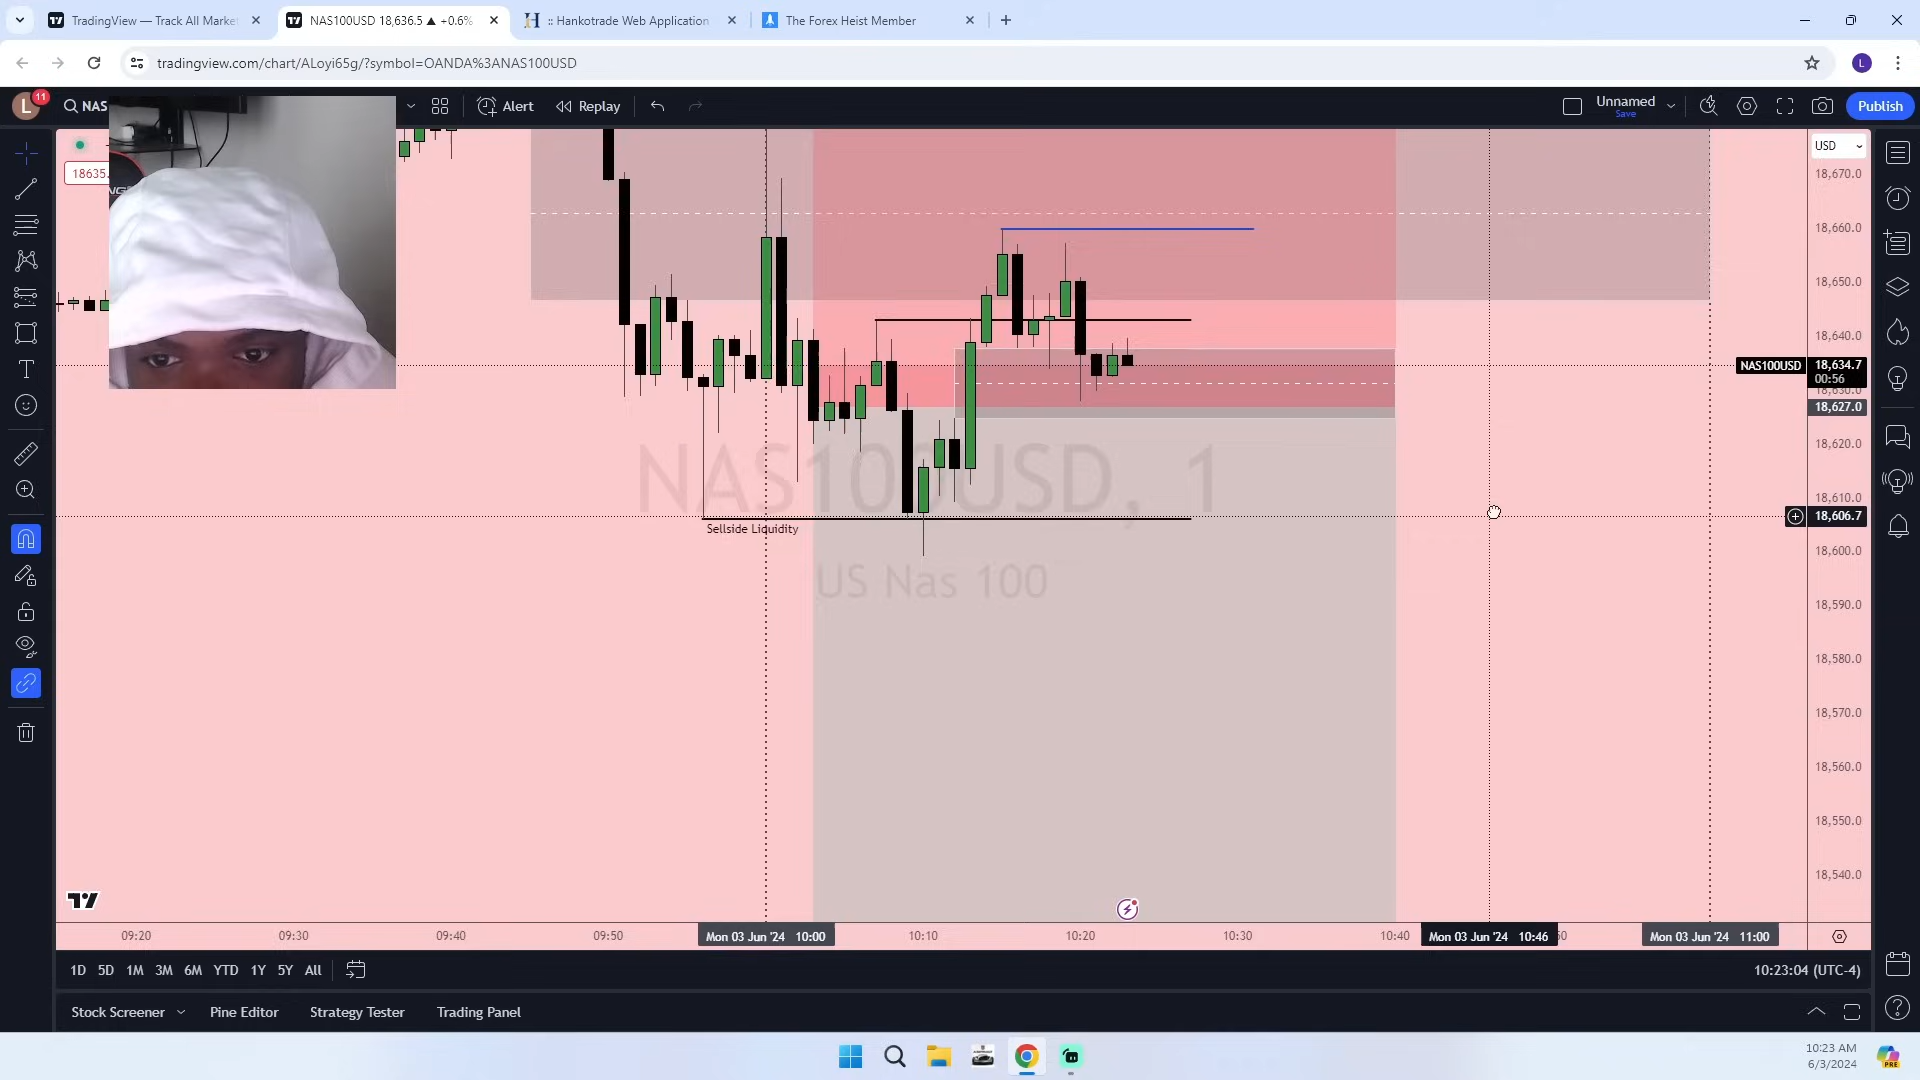 TradingView — Track All Marke
NAS100USD 18,636.5 ▲ +0.6%
:: Hankotrade Web Application
The Forex Heist Member
tradingview.com/chart/ALoyi65g/?symbol=OANDA%3ANAS100USD
L
L
11
NAS
Alert
Replay
Unnamed
Save
Publish
18635.
USD
18,670.0
18,660.0
18,650.0
18,640.0
NAS100USD
18,634.7
00:56
18,630.0
18,627.0
18,620.0
18,610.0
18,606.7
18,600.0
18,590.0
18,580.0
18,570.0
18,560.0
18,550.0
18,540.0
NAS100USD, 1
US Nas 100
Sellside Liquidity
09:20
09:30
09:40
09:50
Mon 03 Jun '24 10:00
10:10
10:20
10:30
10:40
Mon 03 Jun '24 10:46
Mon 03 Jun '24 11:00
1D 5D 1M 3M 6M YTD 1Y 5Y All
10:23:04 (UTC-4)
Stock Screener
Pine Editor
Strategy Tester
Trading Panel
10:23 AM
6/3/2024
PRE